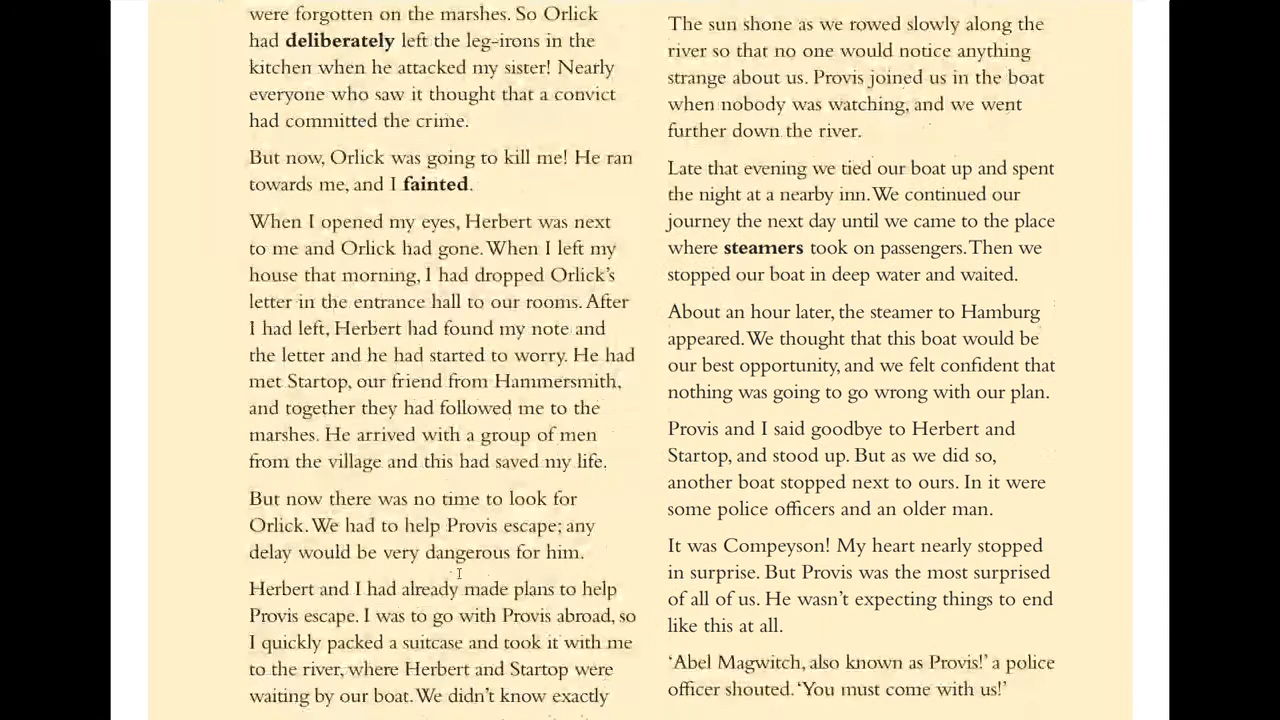 were forgotten on the marshes. So Orlick
had deliberately left the leg-irons in the
kitchen when he attacked my sister! Nearly
everyone who saw it thought that a convict
had committed the crime.
But now, Orlick was going to kill me! He ran
towards me, and I fainted.
When I opened my eyes, Herbert was next
to me and Orlick had gone. When I left my
house that morning, I had dropped Orlick’s
letter in the entrance hall to our rooms. After
I had left, Herbert had found my note and
the letter and he had started to worry. He had
met Startop, our friend from Hammersmith,
and together they had followed me to the
marshes. He arrived with a group of men
from the village and this had saved my life.
But now there was no time to look for
Orlick. We had to help Provis escape; any
delay would be very dangerous for him.
Herbert and I had already made plans to help
Provis escape. I was to go with Provis abroad, so
I quickly packed a suitcase and took it with me
to the river, where Herbert and Startop were
waiting by our boat. We didn’t know exactly
The sun shone as we rowed slowly along the
river so that no one would notice anything
strange about us. Provis joined us in the boat
when nobody was watching, and we went
further down the river.
Late that evening we tied our boat up and spent
the night at a nearby inn. We continued our
journey the next day until we came to the place
where steamers took on passengers. Then we
stopped our boat in deep water and waited.
About an hour later, the steamer to Hamburg
appeared. We thought that this boat would be
our best opportunity, and we felt confident that
nothing was going to go wrong with our plan.
Provis and I said goodbye to Herbert and
Startop, and stood up. But as we did so,
another boat stopped next to ours. In it were
some police officers and an older man.
It was Compeyson! My heart nearly stopped
in surprise. But Provis was the most surprised
of all of us. He wasn’t expecting things to end
like this at all.
‘Abel Magwitch, also known as Provis!’ a police
officer shouted. ‘You must come with us!’